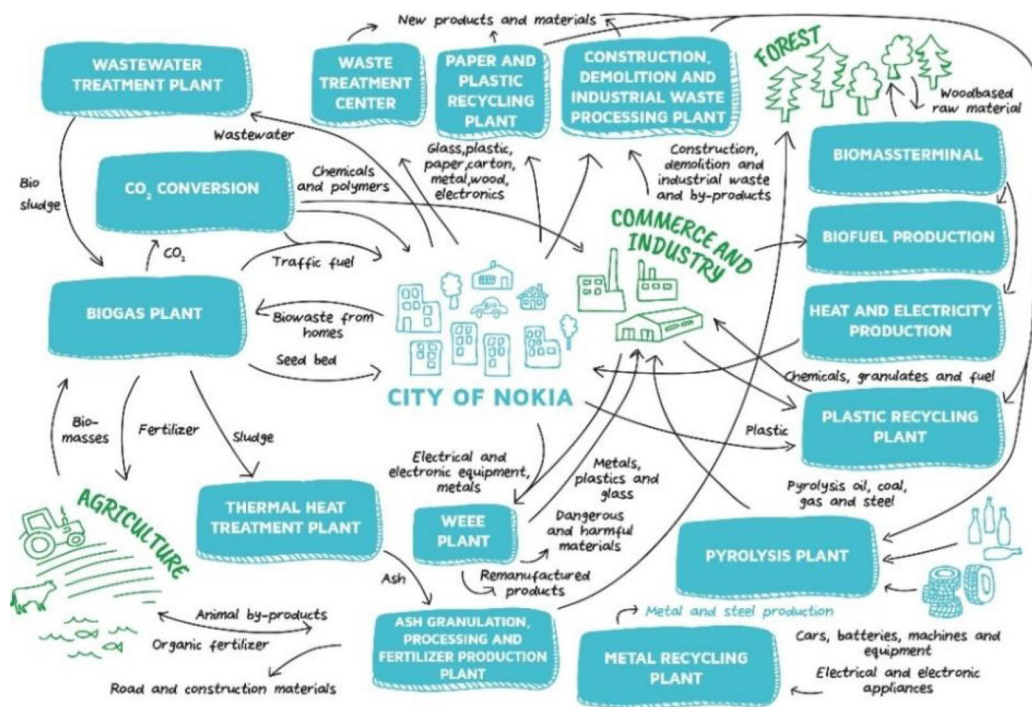 New products and materials
WASTEWATER
TREATMENT PLANT
WASTE
TREATMENT
CENTER
PAPER AND
PLASTIC
RECYCLING
PLANT
CONSTRUCTION,
DEMOLITION AND
INDUSTRIAL WASTE
PROCESSING PLANT
FOREST
Woodbased
raw material
Wastewater
Glass,plastic,
paper,carton,
metal,wood,
electronics
Construction,
demolition and
industrial waste
and by-products
BIOMASSTERMINAL
Bio
sludge
CO₂ CONVERSION
Chemicals
and polymers
COMMERCE AND
INDUSTRY
BIOFUEL PRODUCTION
CO₂
Traffic fuel
BIOGAS PLANT
Biowaste from
homes
Seed bed
HEAT AND ELECTRICITY
PRODUCTION
CITY OF NOKIA
Chemicals, granulates and fuel
PLASTIC RECYCLING
PLANT
Plastic
Bio-
masses
Fertilizer
Sludge
Electrical and
electronic equipment,
metals
Metals,
plastics and
glass
Pyrolysis oil, coal,
gas and steel
AGRICULTURE
THERMAL HEAT
TREATMENT PLANT
WEEE
PLANT
Dangerous
and harmful
materials
PYROLYSIS PLANT
Ash
Remanufactured
products
Animal by-products
Organic fertilizer
ASH GRANULATION,
PROCESSING AND
FERTILIZER PRODUCTION
PLANT
Metal and steel production
METAL RECYCLING
PLANT
Cars, batteries, machines and
equipment
Electrical and electronic
appliances
Road and construction materials